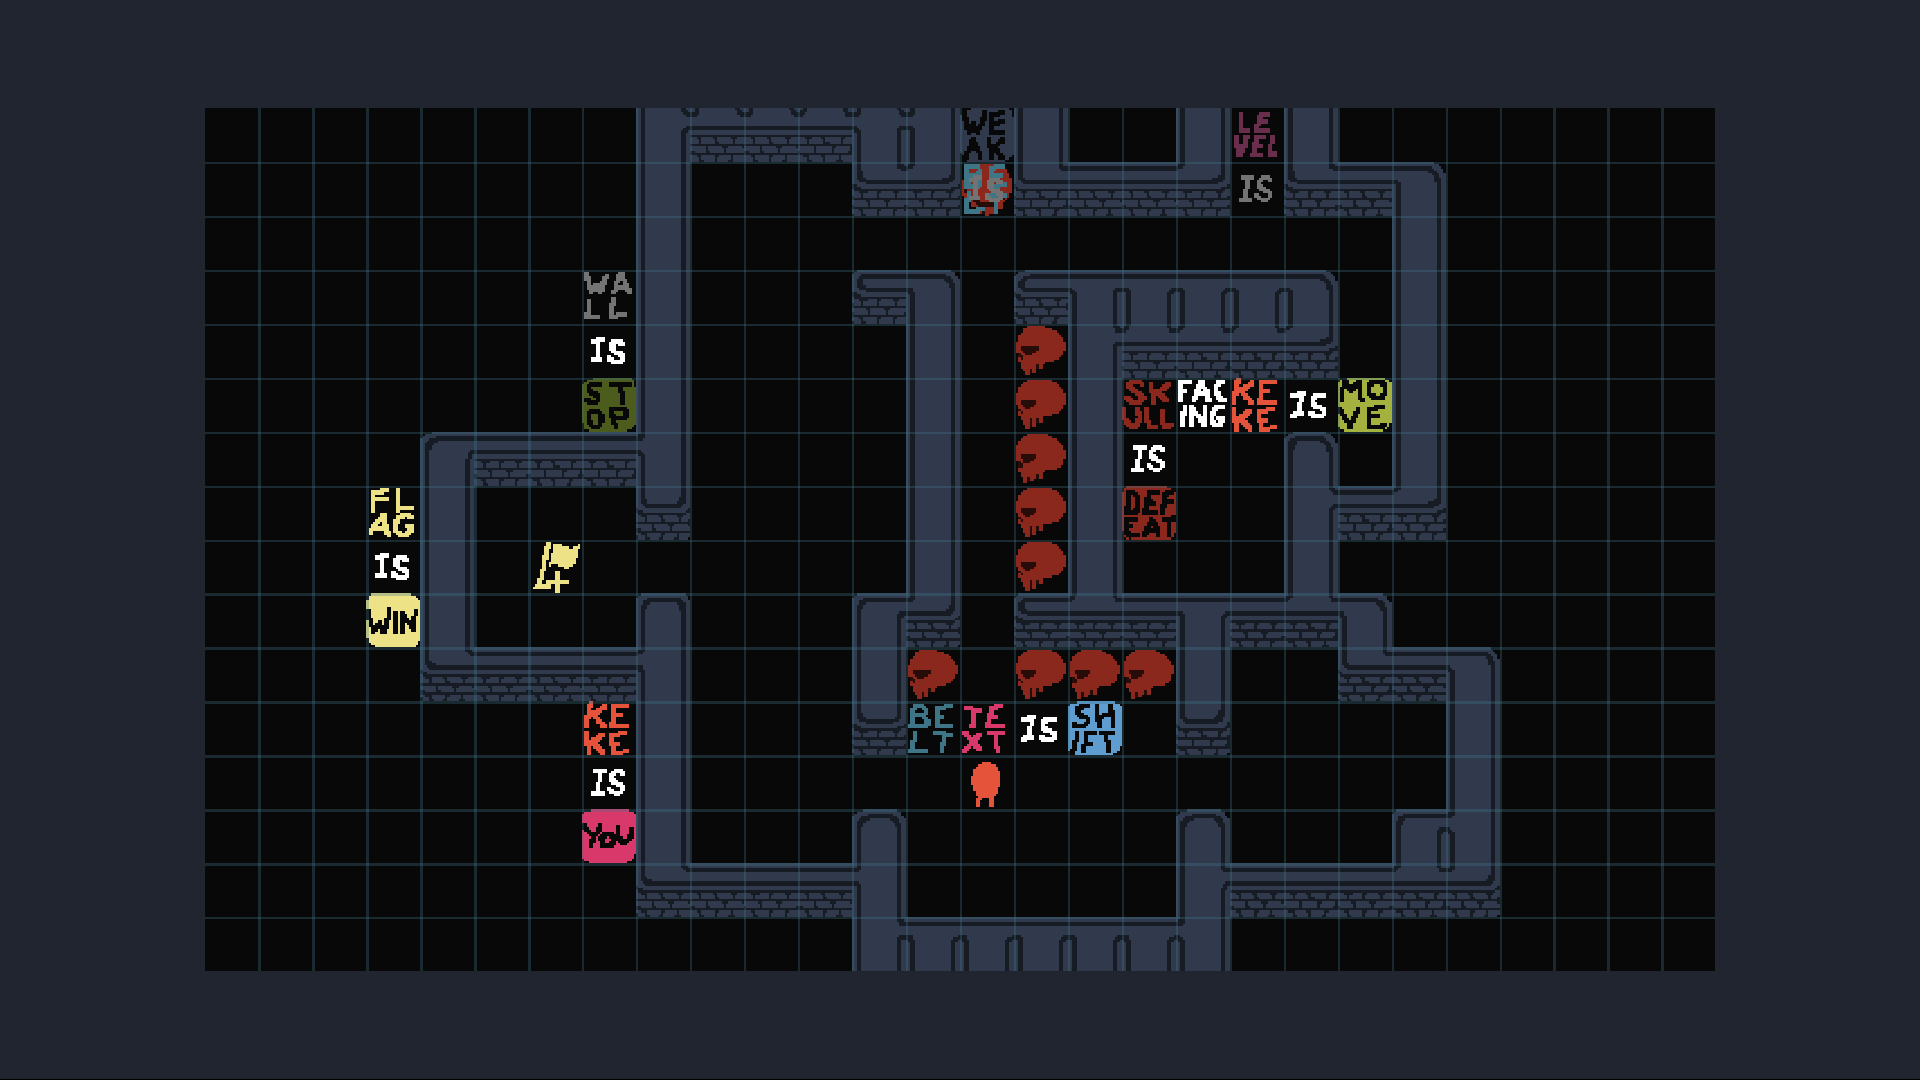 WEAK LEVEL
BELT IS
WALL
IS
STOP SKULL FACING KEKE IS MOVE
IS
FLAG DEFEAT
IS
WIN
KEKE BELT TEXT IS SHIFT
IS
YOU